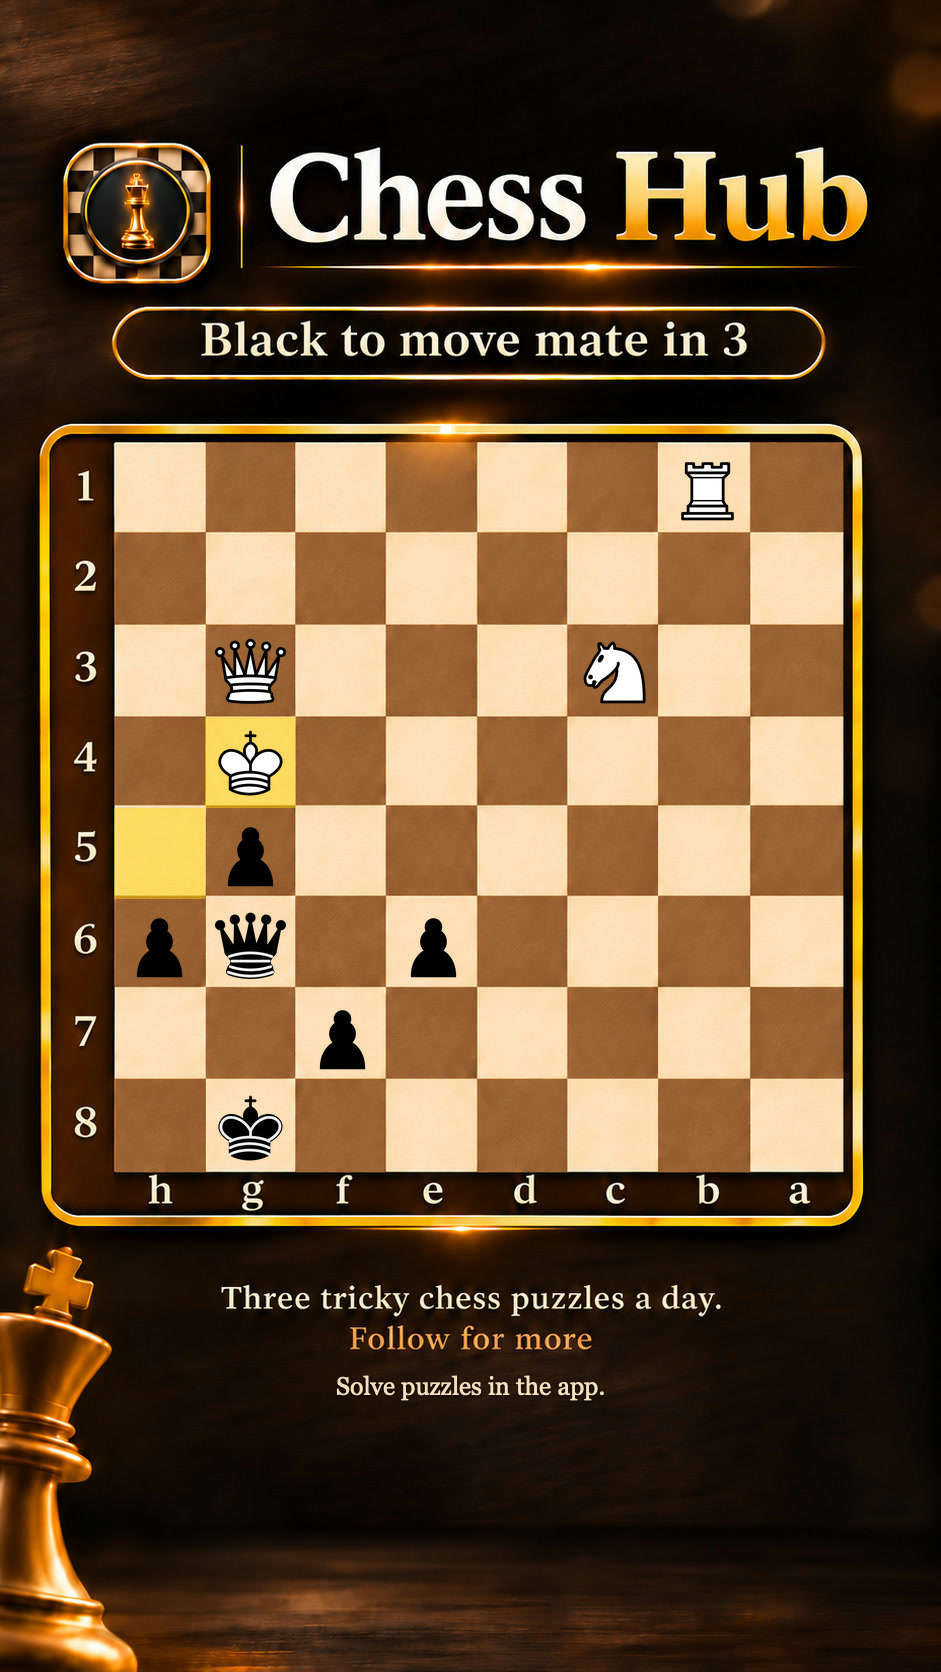 Chess Hub
Black to move mate in 3
1
2
3
4
5
6
7
8
h g f e d c b a
Three tricky chess puzzles a day.
Follow for more
Solve puzzles in the app.